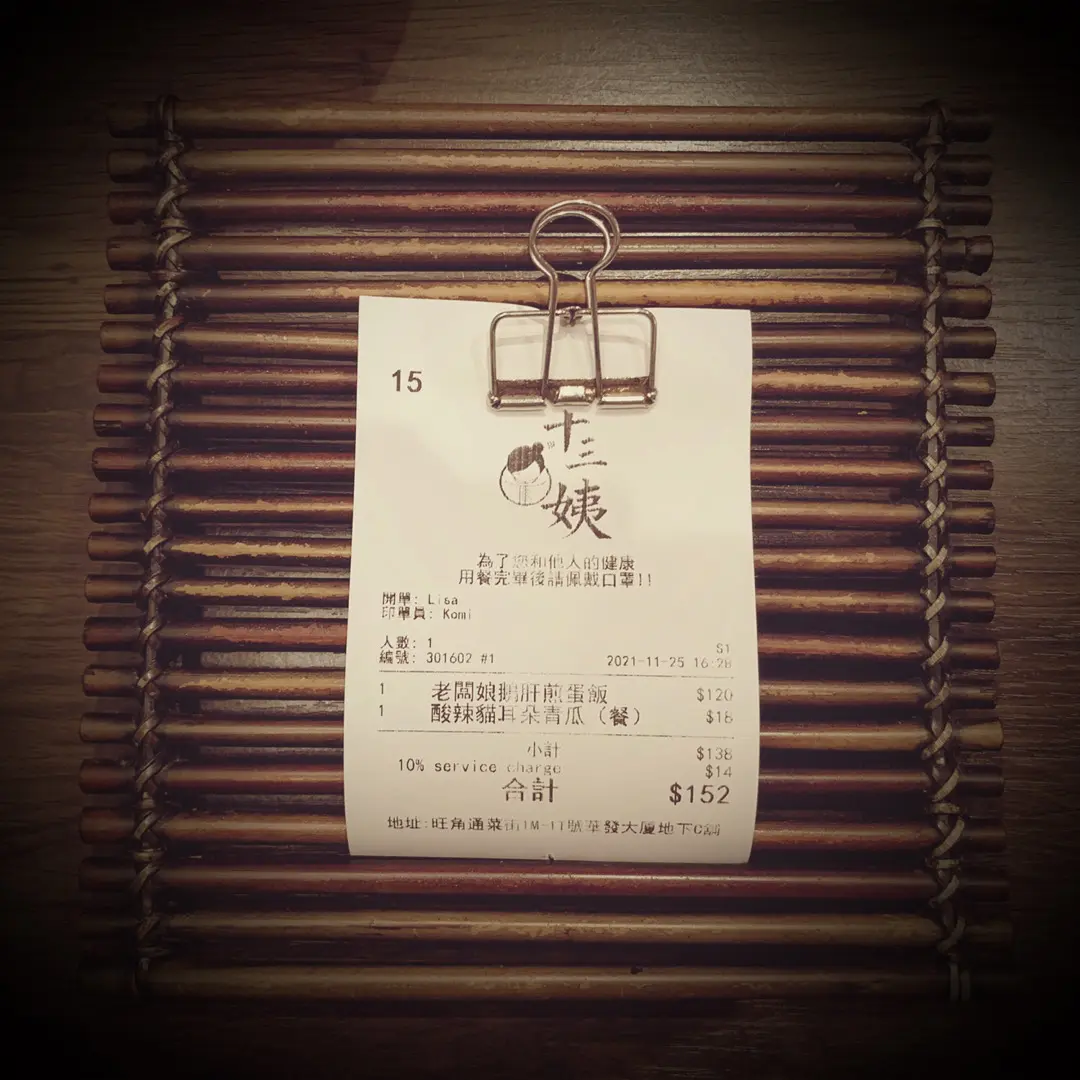 15
十三姨
為了您和他人的健康
用餐完畢後請佩戴口罩!!
開單: Lisa
印單員: Komi
人數: 1
S1
編號: 301602 #1 2021-11-25 16:28
1 老闆娘鵝肝煎蛋飯 $120
1 酸辣貓耳朵青瓜 (餐) $18
小計 $138
10% service charge $14
合計 $152
地址:旺角通菜街1M-1T號華發大廈地下C舖